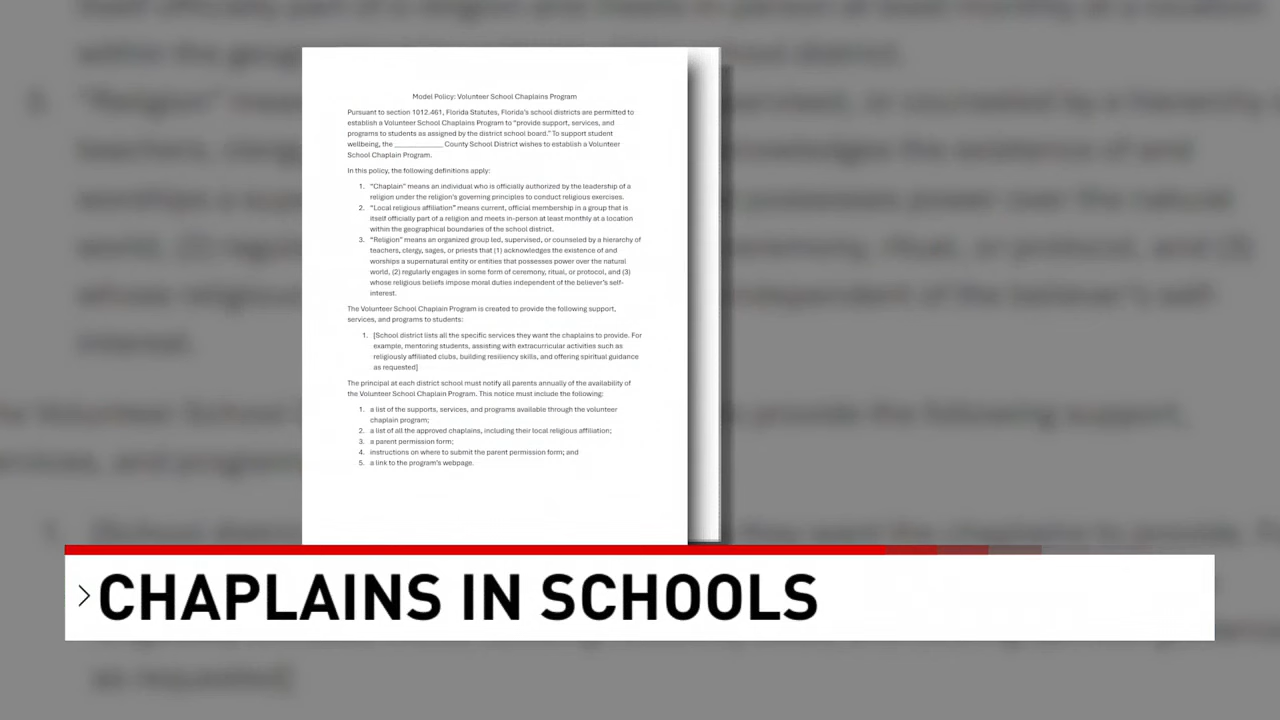 Model Policy: Volunteer School Chaplains Program
Pursuant to section 1012.461, Florida Statutes, Florida's school districts are permitted to
establish a Volunteer School Chaplains Program to "provide support, services, and
programs to students as assigned by the district school board." To support student
wellbeing, the ____________ County School District wishes to establish a Volunteer
School Chaplain Program.
In this policy, the following definitions apply:
1. "Chaplain" means an individual who is officially authorized by the leadership of a
religion under the religion's governing principles to conduct religious exercises.
2. "Local religious affiliation" means current, official membership in a group that is
itself officially part of a religion and meets in-person at least monthly at a location
within the geographical boundaries of the school district.
3. "Religion" means an organized group led, supervised, or counseled by a hierarchy of
teachers, clergy, sages, or priests that (1) acknowledges the existence of and
worships a supernatural entity or entities that possesses power over the natural
world, (2) regularly engages in some form of ceremony, ritual, or protocol, and (3)
whose religious beliefs impose moral duties independent of the believer's self-
interest.
The Volunteer School Chaplain Program is created to provide the following support,
services, and programs to students:
1. [School district lists all the specific services they want the chaplains to provide. For
example, mentoring students, assisting with extracurricular activities such as
religiously affiliated clubs, building resiliency skills, and offering spiritual guidance
as requested]
The principal at each district school must notify all parents annually of the availability of
the Volunteer School Chaplain Program. This notice must include the following:
1. a list of the supports, services, and programs available through the volunteer
chaplain program;
2. a list of all the approved chaplains, including their local religious affiliation;
3. a parent permission form;
4. instructions on where to submit the parent permission form; and
5. a link to the program's webpage.
CHAPLAINS IN SCHOOLS